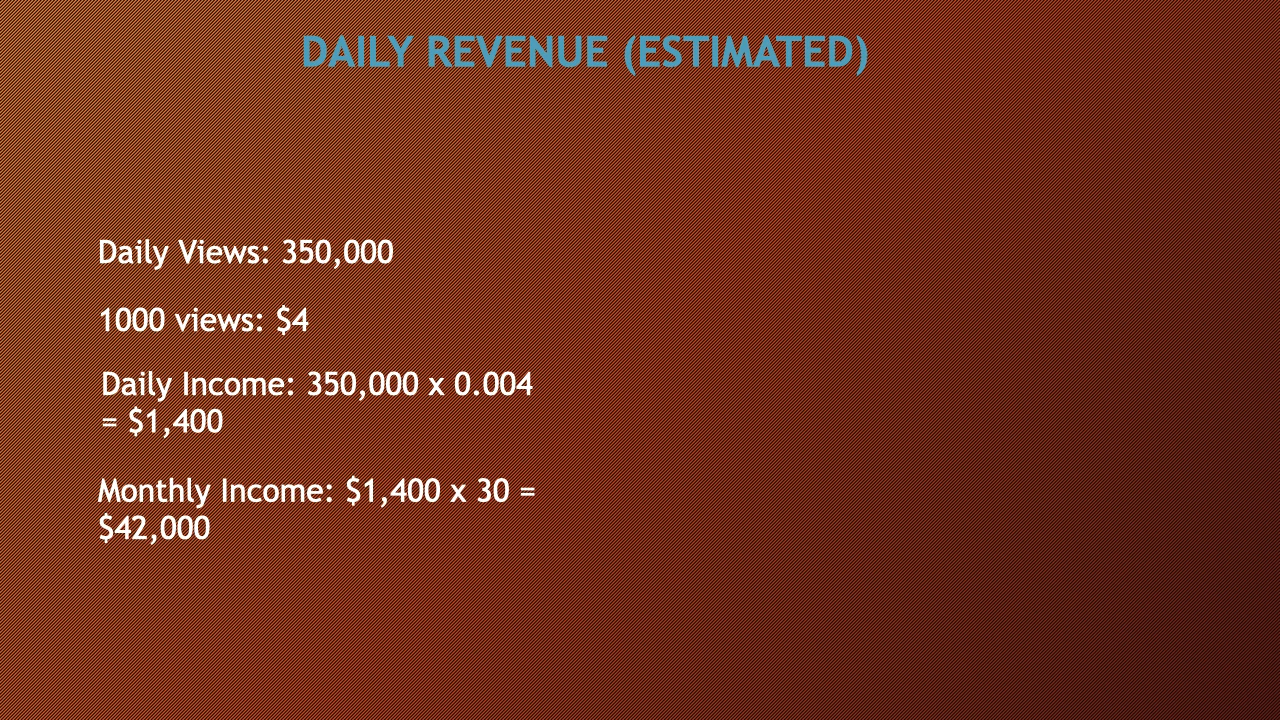 DAILY REVENUE (ESTIMATED)
Daily Views: 350,000
1000 views: $4
Daily Income: 350,000 x 0.004
= $1,400
Monthly Income: $1,400 x 30 =
$42,000